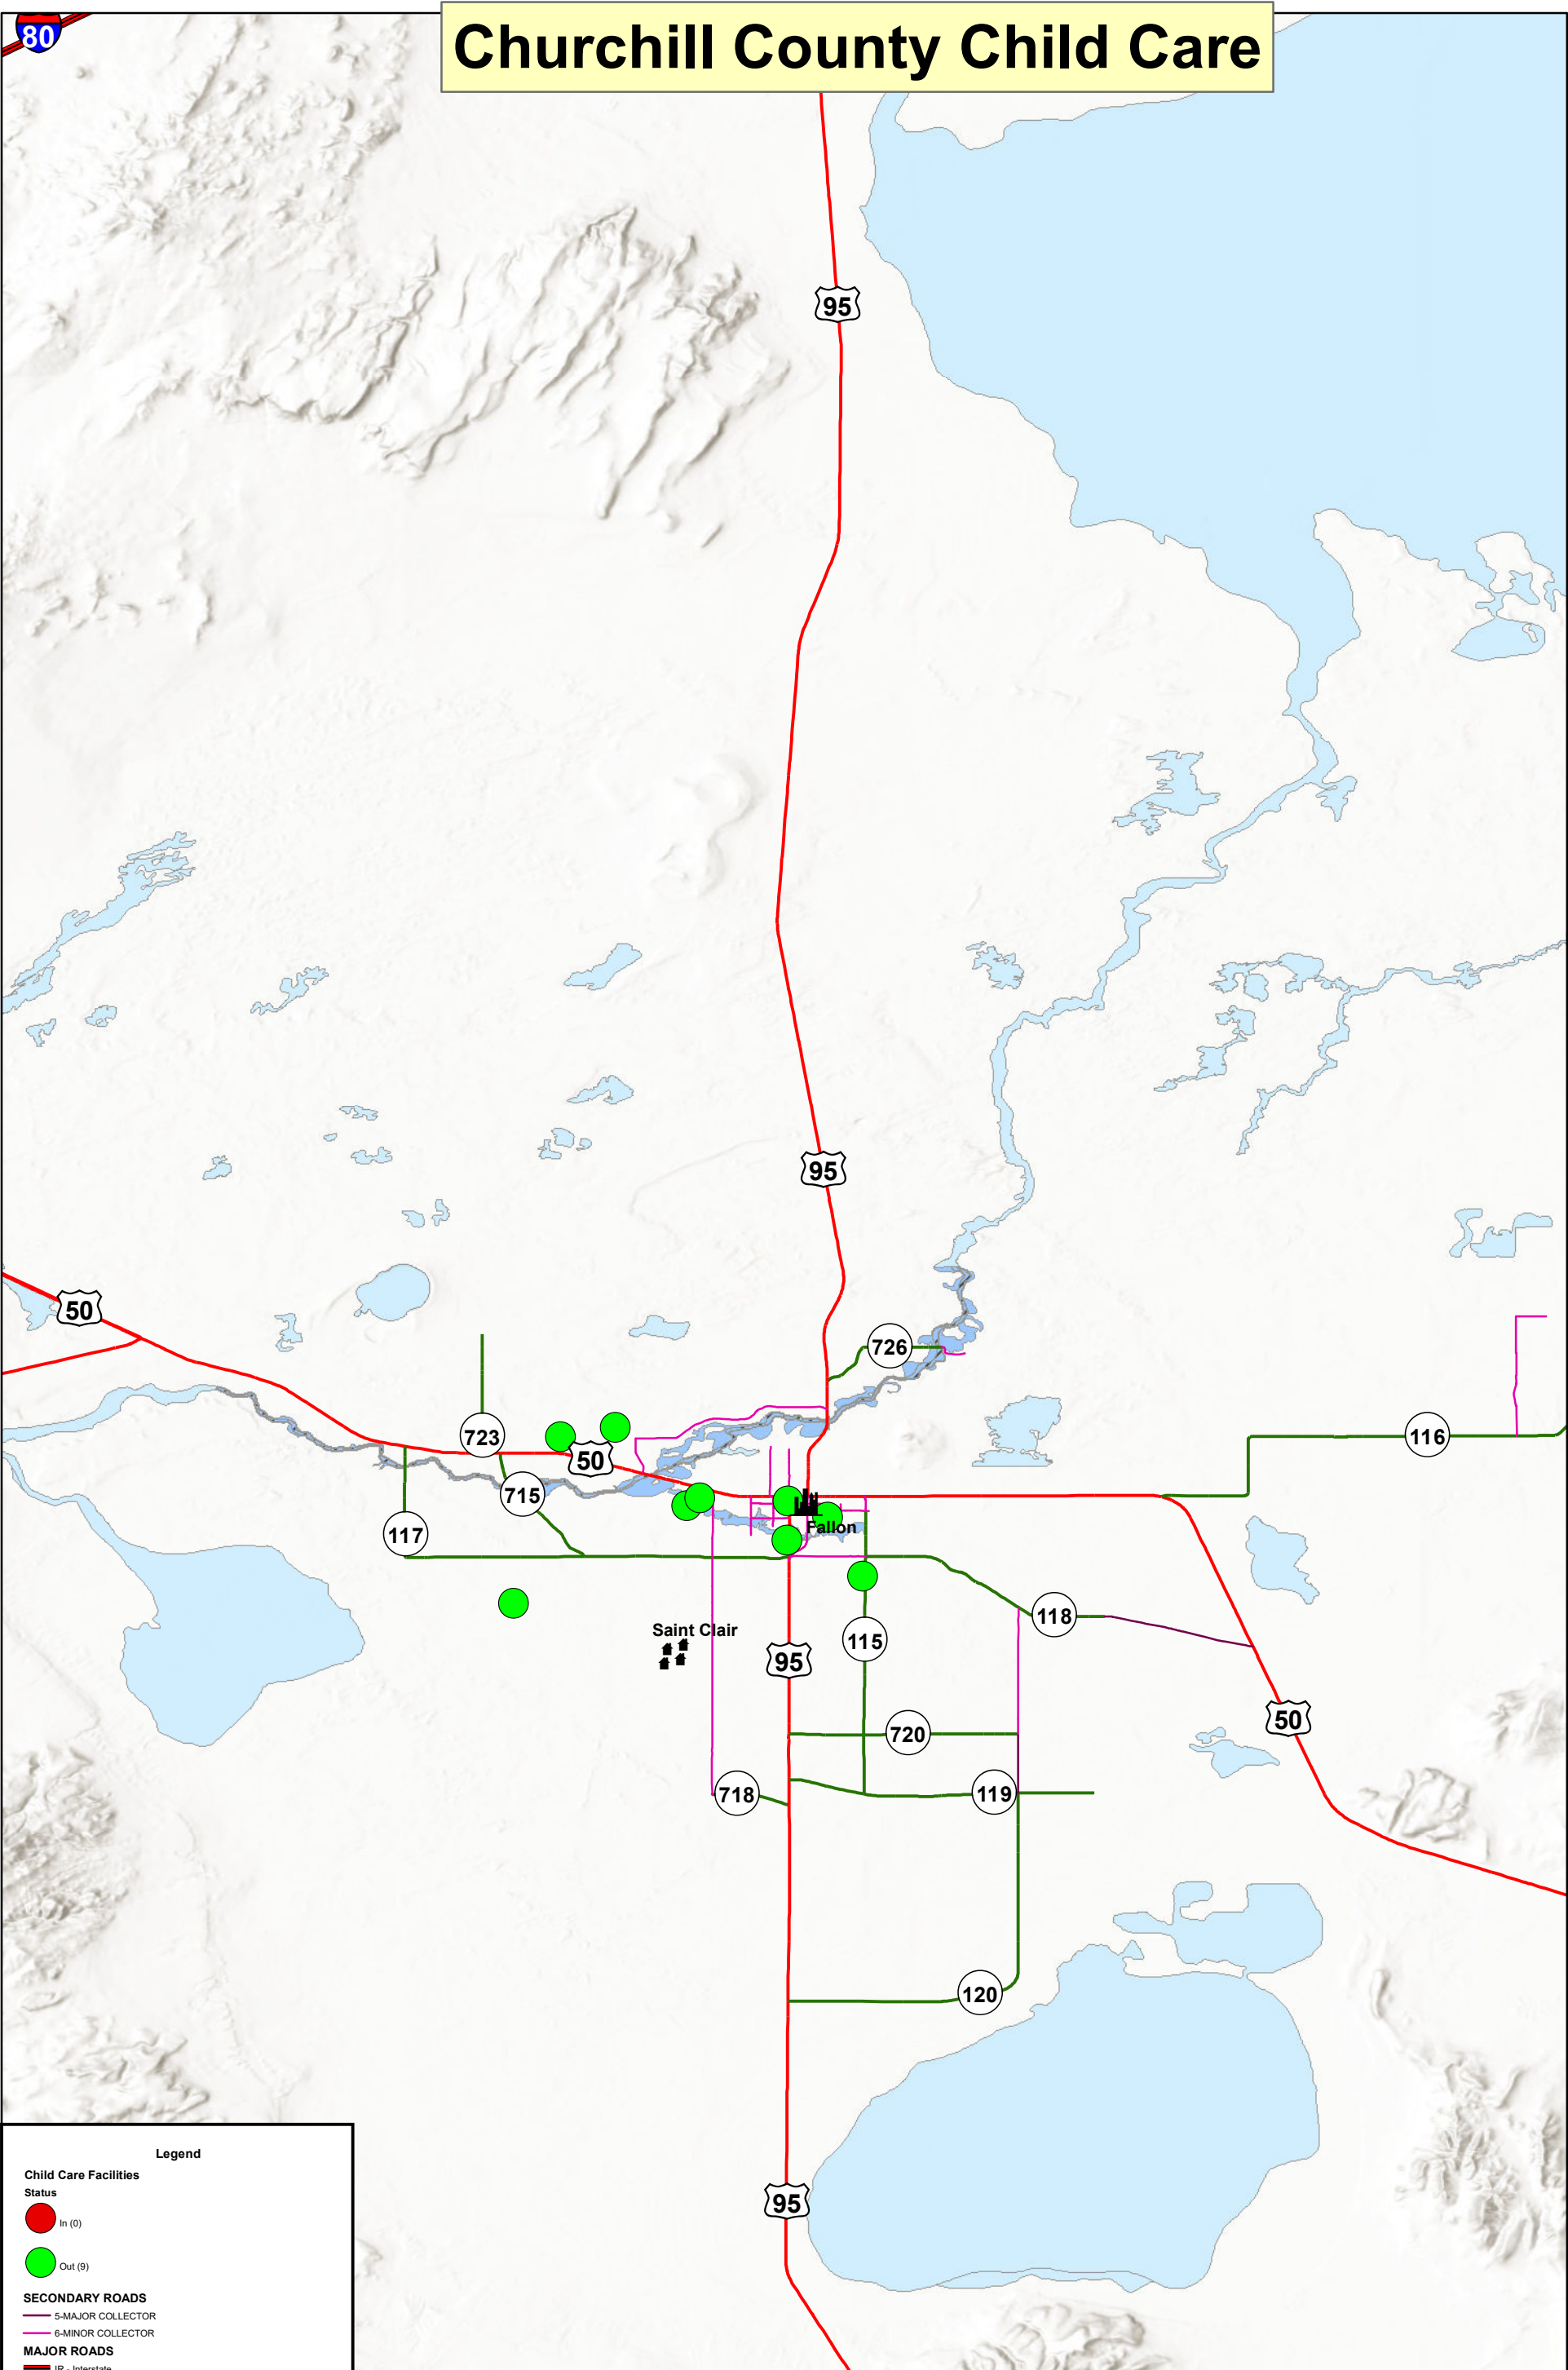 80
Churchill County Child Care
95
95
50
726
723
50
116
715
117
Fallon
118
Saint Clair
115
95
50
720
718
119
120
95
Legend
Child Care Facilities
Status
In (0)
Out (9)
SECONDARY ROADS
5-MAJOR COLLECTOR
6-MINOR COLLECTOR
MAJOR ROADS
IR - Interstate